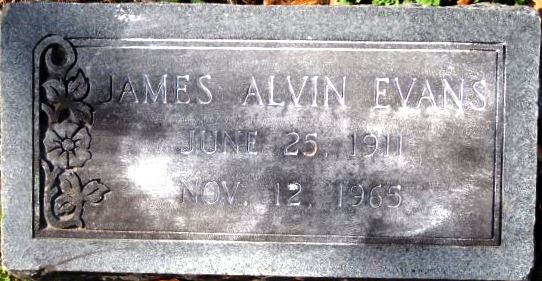 JAMES ALVIN EVANS
JUNE 25, 1911
NOV. 12, 1965